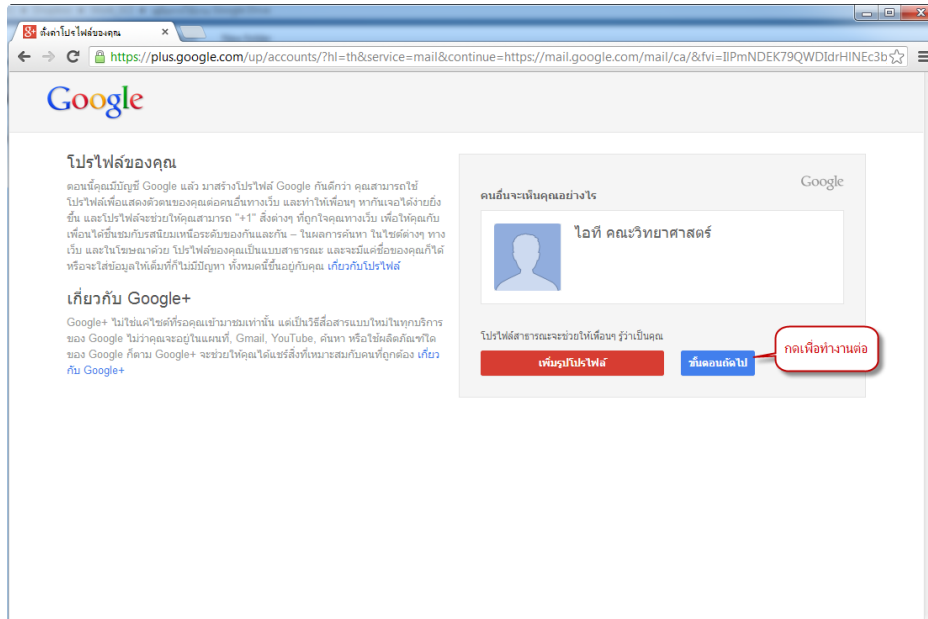 ตั้งค่าโปรไฟล์ของคุณ
https://plus.google.com/up/accounts/?hl=th&service=mail&continue=https://mail.google.com/mail/ca/&fvi=IlPmNDEK79QWDIdrHINEc3b
Google
โปรไฟล์ของคุณ
ตอนนี้คุณมีบัญชี Google แล้ว มาสร้างโปรไฟล์ Google กันดีกว่า คุณสามารถใช้
โปรไฟล์เพื่อแสดงตัวตนของคุณต่อคนอื่นทางเว็บ และทำให้เพื่อนๆ หากันเจอได้ง่ายยิ่ง
ขึ้น และโปรไฟล์จะช่วยให้คุณสามารถ "+1" สิ่งต่างๆ ที่ถูกใจคุณทางเว็บ เพื่อให้คุณกับ
เพื่อนได้ชื่นชมกับรสนิยมเหนือระดับของกันและกัน – ในผลการค้นหา ในไซต์ต่างๆ ทาง
เว็บ และในโฆษณาด้วย โปรไฟล์ของคุณเป็นแบบสาธารณะ และจะมีแค่ชื่อของคุณก็ได้
หรือจะใส่ข้อมูลให้เต็มที่ก็ไม่มีปัญหา ทั้งหมดนี้ขึ้นอยู่กับคุณ เกี่ยวกับโปรไฟล์
เกี่ยวกับ Google+
Google+ ไม่ใช่แค่ไซต์ที่รอคุณเข้ามาชมเท่านั้น แต่เป็นวิธีสื่อสารแบบใหม่ในทุกบริการ
ของ Google ไม่ว่าคุณจะอยู่ในแผนที่, Gmail, YouTube, ค้นหา หรือใช้ผลิตภัณฑ์ใด
ของ Google ก็ตาม Google+ จะช่วยให้คุณได้แชร์สิ่งที่เหมาะสมกับคนที่ถูกต้อง เกี่ยว
กับ Google+
Google
คนอื่นจะเห็นคุณอย่างไร
ไอที คณะวิทยาศาสตร์
โปรไฟล์สาธารณะจะช่วยให้เพื่อนๆ รู้ว่าเป็นคุณ
เพิ่มรูปโปรไฟล์
ขั้นตอนถัดไป
กดเพื่อทำงานต่อ